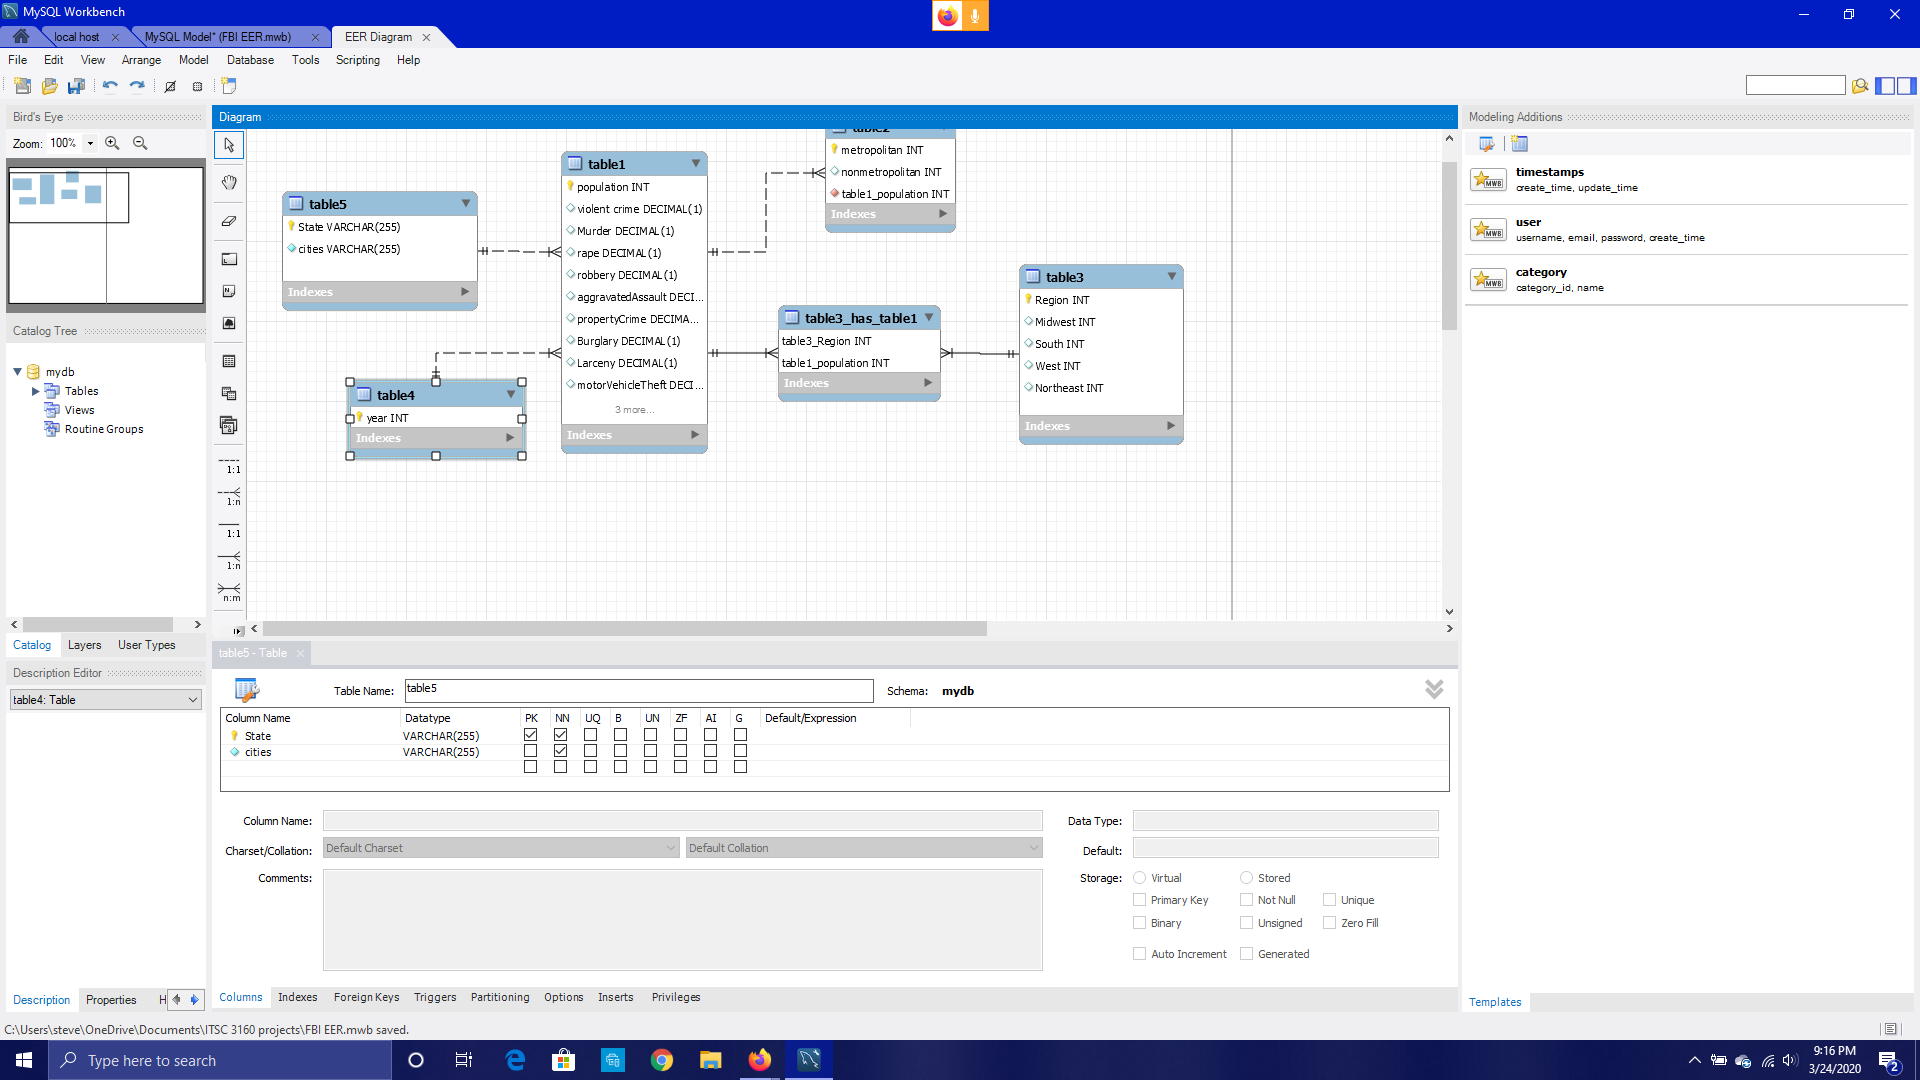 MySQL Workbench
local host
MySQL Model* (FBI EER.mwb)
EER Diagram
File Edit View Arrange Model Database Tools Scripting Help
Bird's Eye
Zoom: 100%
Catalog Tree
mydb
Tables
Views
Routine Groups
Catalog Layers User Types
Description Editor
table4: Table
Description Properties H
Diagram
1:1
1:n
1:1
1:n
n:m
table5
State VARCHAR(255)
cities VARCHAR(255)
Indexes
table4
year INT
Indexes
table1
population INT
violent crime DECIMAL(1)
Murder DECIMAL(1)
rape DECIMAL(1)
robbery DECIMAL(1)
aggravatedAssault DECI...
propertyCrime DECIMA...
Burglary DECIMAL(1)
Larceny DECIMAL(1)
motorVehicleTheft DECI...
3 more...
Indexes
table2
metropolitan INT
nonmetropolitan INT
table1_population INT
Indexes
table3_has_table1
table3_Region INT
table1_population INT
Indexes
table3
Region INT
Midwest INT
South INT
West INT
Northeast INT
Indexes
Modeling Additions
MWB
timestamps
create_time, update_time
MWB
user
username, email, password, create_time
MWB
category
category_id, name
Templates
table5 - Table
Table Name: table5 Schema: mydb
Column Name Datatype PK NN UQ B UN ZF AI G Default/Expression
State VARCHAR(255)
cities VARCHAR(255)
Column Name: Data Type:
Charset/Collation: Default Charset Default Collation Default:
Comments: Storage: Virtual Stored
Primary Key Not Null Unique
Binary Unsigned Zero Fill
Auto Increment Generated
Columns Indexes Foreign Keys Triggers Partitioning Options Inserts Privileges
C:\Users\steve\OneDrive\Documents\ITSC 3160 projects\FBI EER.mwb saved.
Type here to search
9:16 PM
3/24/2020
2